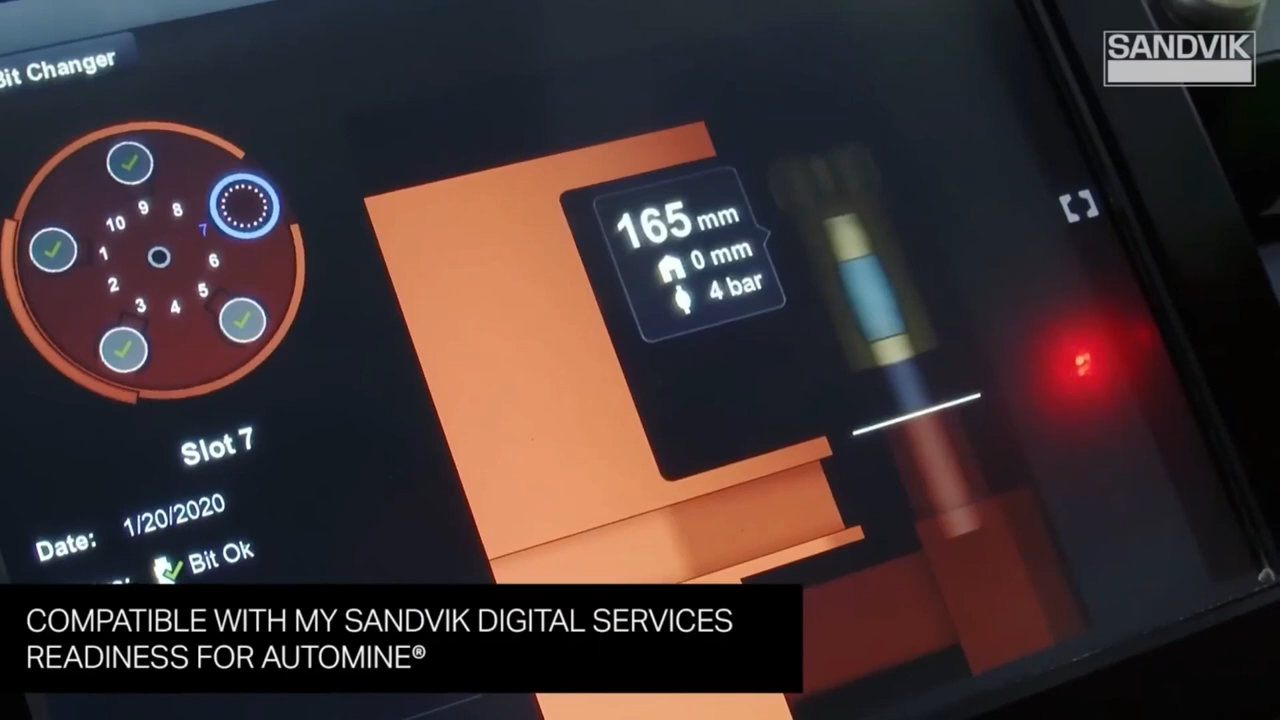 SANDVIK
Bit Changer
10 9 8 7 6 5 4 3 2 1
165 mm
0 mm
4 bar
Slot 7
Date: 1/20/2020
Bit Ok
COMPATIBLE WITH MY SANDVIK DIGITAL SERVICES
READINESS FOR AUTOMINE®